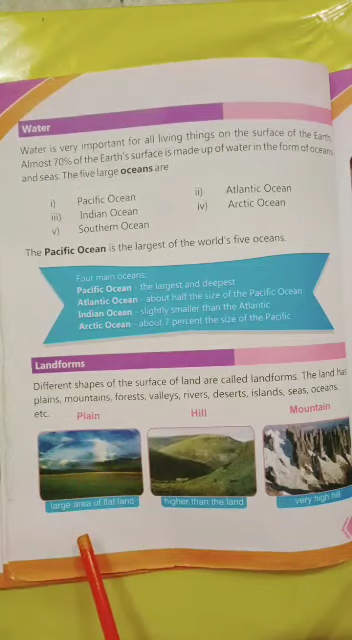 Water
Water is very important for all living things on the surface of the Earth.
Almost 70% of the Earth's surface is made up of water in the form of oceans
and seas. The five large oceans are
i) Pacific Ocean ii) Atlantic Ocean
iii) Indian Ocean iv) Arctic Ocean
v) Southern Ocean
The Pacific Ocean is the largest of the world's five oceans.
Four main oceans:
Pacific Ocean - the largest and deepest
Atlantic Ocean - about half the size of the Pacific Ocean
Indian Ocean - slightly smaller than the Atlantic
Arctic Ocean - about 7 percent the size of the Pacific
Landforms
Different shapes of the surface of land are called landforms. The land has
plains, mountains, forests, valleys, rivers, deserts, islands, seas, oceans,
etc.
Plain Hill Mountain
large area of flat land higher than the land very high hill